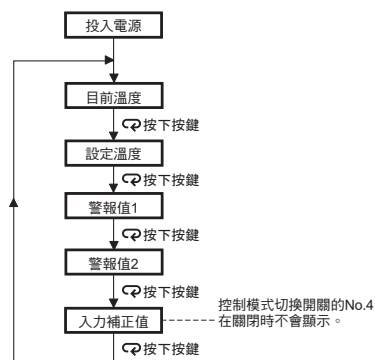 投入電源
目前溫度
按下按鍵
設定溫度
按下按鍵
警報值1
按下按鍵
警報值2
按下按鍵
入力補正值
控制模式切換開關的No.4
在關閉時不會顯示。
按下按鍵